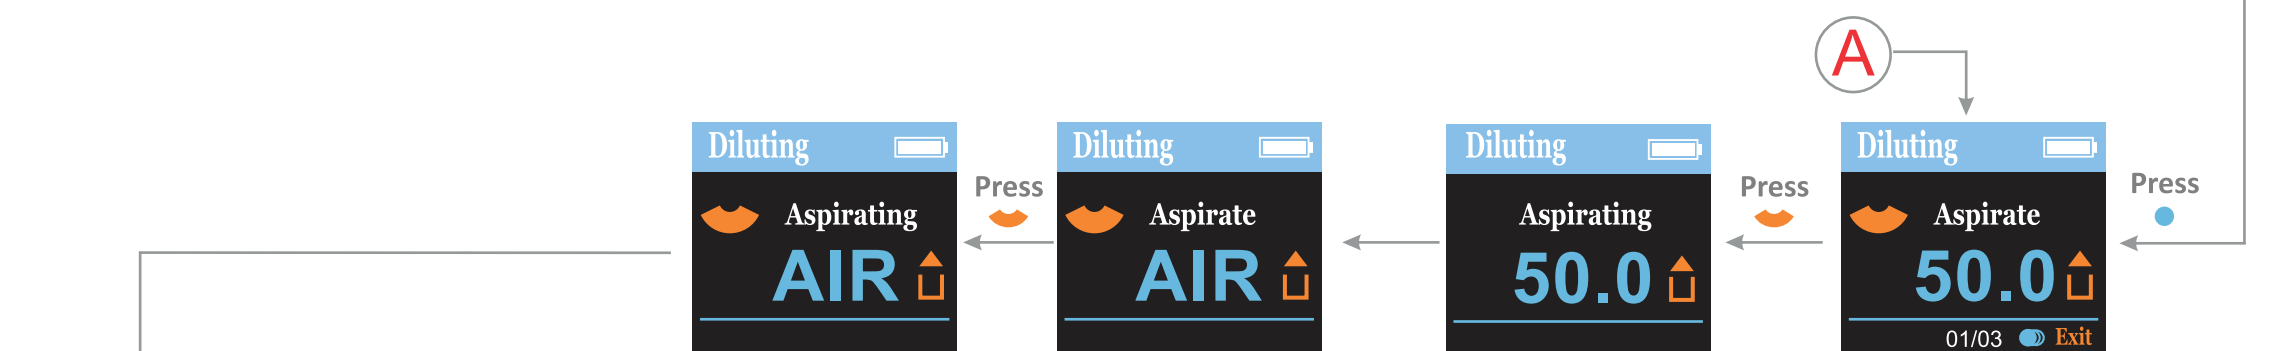 A
Diluting
Aspirating
AIR
Press
Diluting
Aspirate
AIR
Diluting
Aspirating
50.0
Press
Diluting
Aspirate
50.0
01/03 Exit
Press